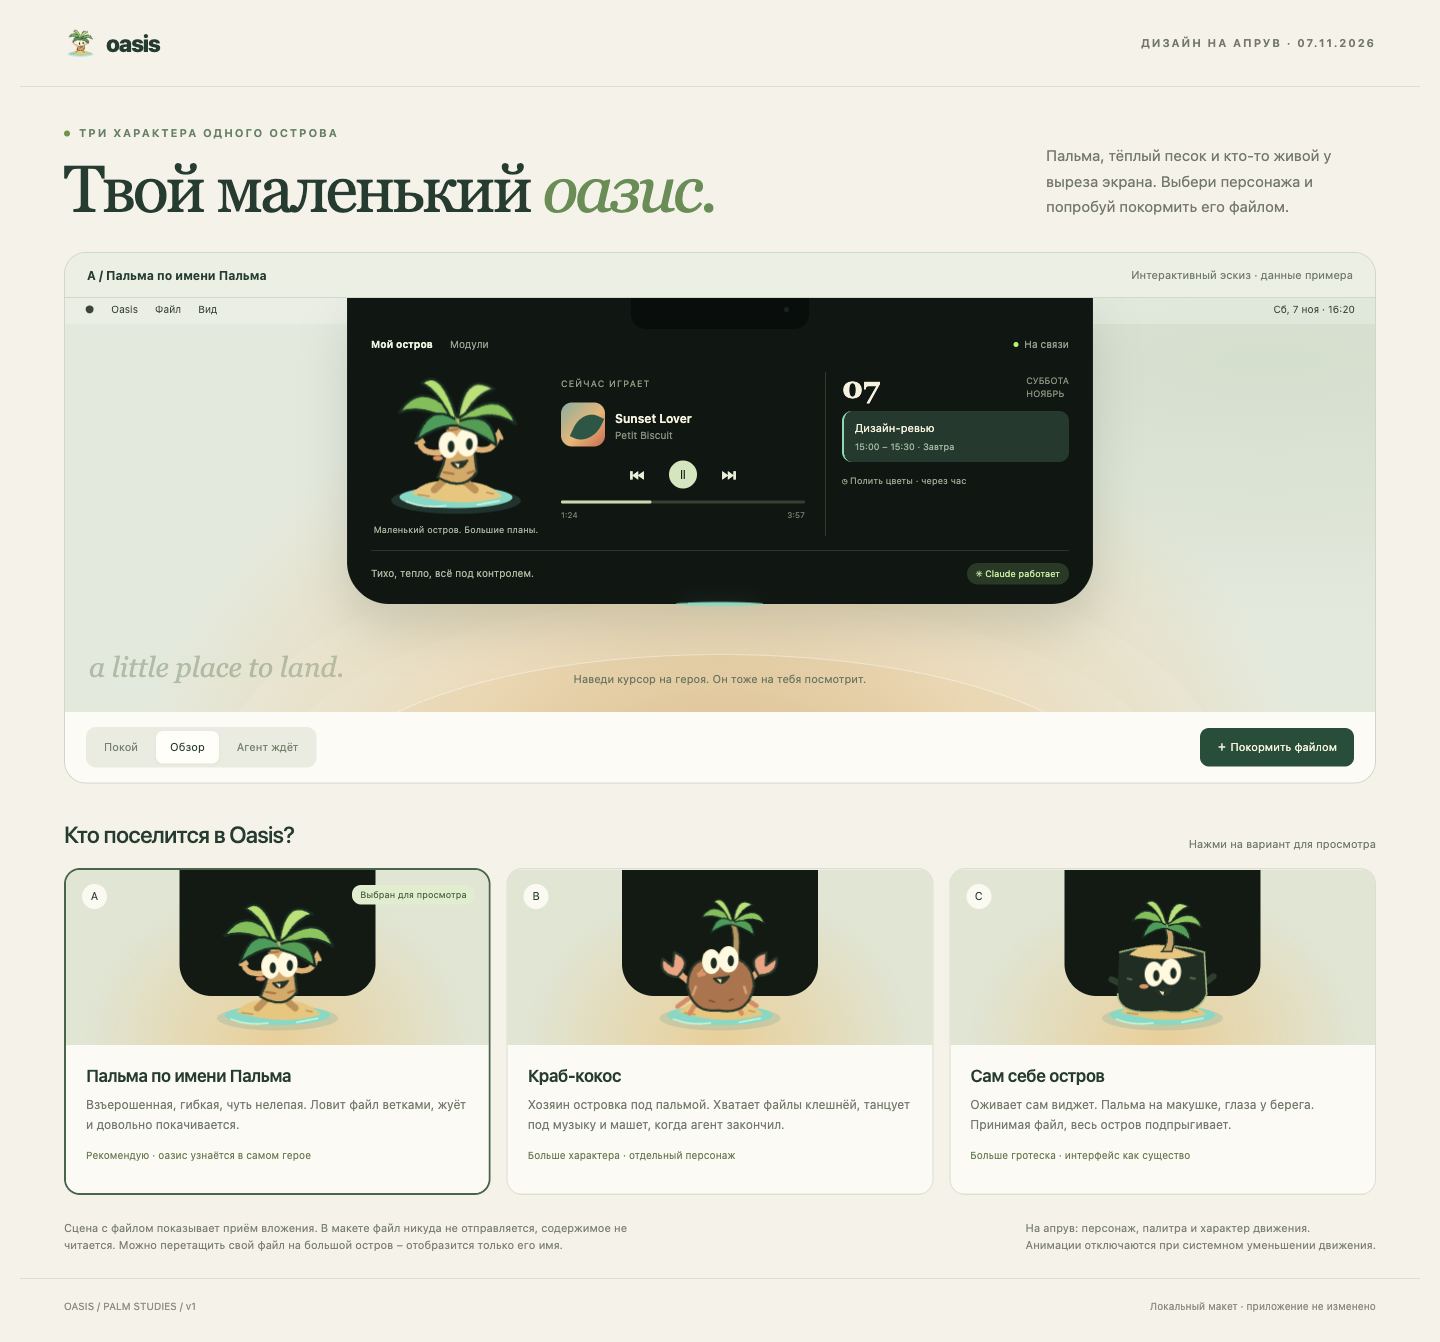 oasis
ДИЗАЙН НА АПРУВ · 07.11.2026
ТРИ ХАРАКТЕРА ОДНОГО ОСТРОВА
Твой маленький оазис.
Пальма, тёплый песок и кто-то живой у
выреза экрана. Выбери персонажа и
попробуй покормить его файлом.
A / Пальма по имени Пальма
Интерактивный эскиз · данные примера
Oasis Файл Вид
Сб, 7 ноя · 16:20
Мой остров Модули
На связи
СЕЙЧАС ИГРАЕТ
Sunset Lover
Petit Biscuit
1:24 3:57
Маленький остров. Большие планы.
07
СУББОТА
НОЯБРЬ
Дизайн-ревью
15:00 – 15:30 · Завтра
Полить цветы · через час
Тихо, тепло, всё под контролем.
✳ Claude работает
a little place to land.
Наведи курсор на героя. Он тоже на тебя посмотрит.
Покой Обзор Агент ждёт
+ Покормить файлом
Кто поселится в Oasis?
Нажми на вариант для просмотра
A
Выбран для просмотра
Пальма по имени Пальма
Взъерошенная, гибкая, чуть нелепая. Ловит файл ветками, жуёт
и довольно покачивается.
Рекомендую · оазис узнаётся в самом герое
B
Краб-кокос
Хозяин островка под пальмой. Хватает файлы клешнёй, танцует
под музыку и машет, когда агент закончил.
Больше характера · отдельный персонаж
C
Сам себе остров
Оживает сам виджет. Пальма на макушке, глаза у берега.
Принимая файл, весь остров подпрыгивает.
Больше гротеска · интерфейс как существо
Сцена с файлом показывает приём вложения. В макете файл никуда не отправляется, содержимое не
читается. Можно перетащить свой файл на большой остров – отобразится только его имя.
На апрув: персонаж, палитра и характер движения.
Анимации отключаются при системном уменьшении движения.
OASIS / PALM STUDIES / v1
Локальный макет · приложение не изменено